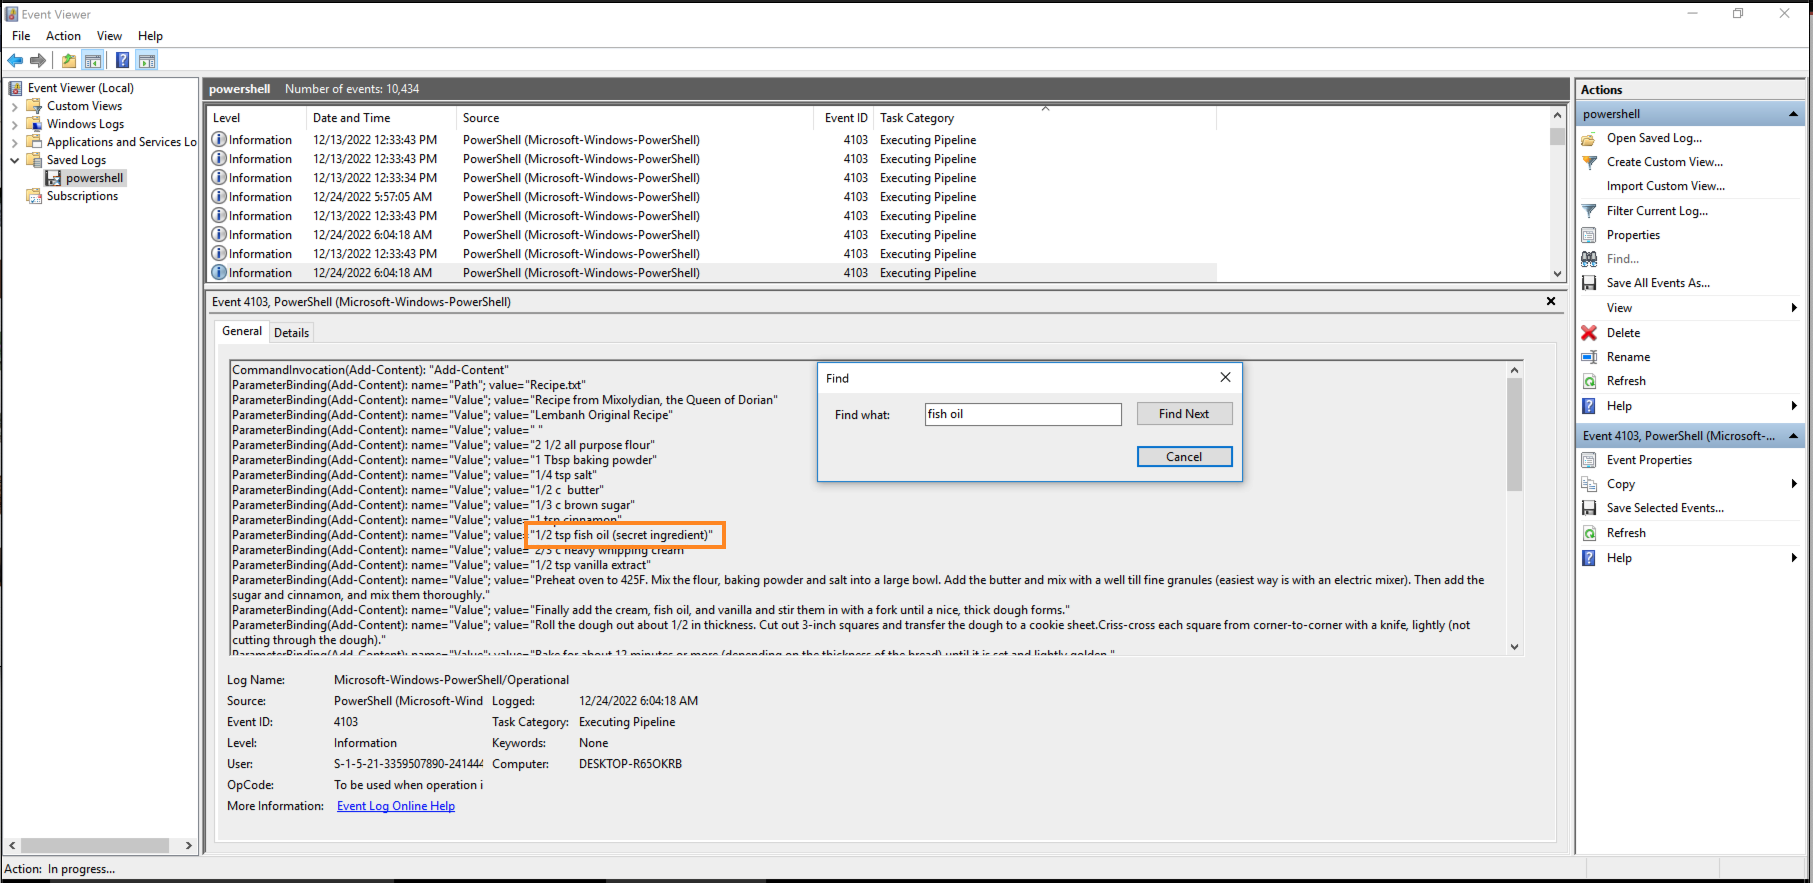 Event Viewer
File Action View Help
Event Viewer (Local)
Custom Views
Windows Logs
Applications and Services Lo
Saved Logs
powershell
Subscriptions
powershell Number of events: 10,434
Level Date and Time Source Event ID Task Category
Information 12/13/2022 12:33:43 PM PowerShell (Microsoft-Windows-PowerShell) 4103 Executing Pipeline
Information 12/13/2022 12:33:43 PM PowerShell (Microsoft-Windows-PowerShell) 4103 Executing Pipeline
Information 12/13/2022 12:33:34 PM PowerShell (Microsoft-Windows-PowerShell) 4103 Executing Pipeline
Information 12/24/2022 5:57:05 AM PowerShell (Microsoft-Windows-PowerShell) 4103 Executing Pipeline
Information 12/13/2022 12:33:43 PM PowerShell (Microsoft-Windows-PowerShell) 4103 Executing Pipeline
Information 12/24/2022 6:04:18 AM PowerShell (Microsoft-Windows-PowerShell) 4103 Executing Pipeline
Information 12/13/2022 12:33:43 PM PowerShell (Microsoft-Windows-PowerShell) 4103 Executing Pipeline
Information 12/24/2022 6:04:18 AM PowerShell (Microsoft-Windows-PowerShell) 4103 Executing Pipeline
Event 4103, PowerShell (Microsoft-Windows-PowerShell)
General Details
CommandInvocation(Add-Content): "Add-Content"
ParameterBinding(Add-Content): name="Path"; value="Recipe.txt"
ParameterBinding(Add-Content): name="Value"; value="Recipe from Mixolydian, the Queen of Dorian"
ParameterBinding(Add-Content): name="Value"; value="Lembanh Original Recipe"
ParameterBinding(Add-Content): name="Value"; value=" "
ParameterBinding(Add-Content): name="Value"; value="2 1/2 all purpose flour"
ParameterBinding(Add-Content): name="Value"; value="1 Tbsp baking powder"
ParameterBinding(Add-Content): name="Value"; value="1/4 tsp salt"
ParameterBinding(Add-Content): name="Value"; value="1/2 c  butter"
ParameterBinding(Add-Content): name="Value"; value="1/3 c brown sugar"
ParameterBinding(Add-Content): name="Value"; value="1 tsp cinnamon"
ParameterBinding(Add-Content): name="Value"; value="1/2 tsp fish oil (secret ingredient)"
ParameterBinding(Add-Content): name="Value"; value="2/3 c heavy whipping cream"
ParameterBinding(Add-Content): name="Value"; value="1/2 tsp vanilla extract"
ParameterBinding(Add-Content): name="Value"; value="Preheat oven to 425F. Mix the flour, baking powder and salt into a large bowl. Add the butter and mix with a well till fine granules (easiest way is with an electric mixer). Then add the
sugar and cinnamon, and mix them thoroughly."
ParameterBinding(Add-Content): name="Value"; value="Finally add the cream, fish oil, and vanilla and stir them in with a fork until a nice, thick dough forms."
ParameterBinding(Add-Content): name="Value"; value="Roll the dough out about 1/2 in thickness. Cut out 3-inch squares and transfer the dough to a cookie sheet.Criss-cross each square from corner-to-corner with a knife, lightly (not
cutting through the dough)."
ParameterBinding(Add-Content): name="Value"; value="Bake for about 12 minutes or more (depending on the thickness of the bread) until it is set and lightly golden."
Find
Find what: fish oil Find Next
Cancel
Log Name: Microsoft-Windows-PowerShell/Operational
Source: PowerShell (Microsoft-Wind Logged: 12/24/2022 6:04:18 AM
Event ID: 4103 Task Category: Executing Pipeline
Level: Information Keywords: None
User: S-1-5-21-3359507890-241444 Computer: DESKTOP-R65OKRB
OpCode: To be used when operation i
More Information: Event Log Online Help
Actions
powershell
Open Saved Log...
Create Custom View...
Import Custom View...
Filter Current Log...
Properties
Find...
Save All Events As...
View
Delete
Rename
Refresh
Help
Event 4103, PowerShell (Microsoft-...
Event Properties
Copy
Save Selected Events...
Refresh
Help
Action: In progress...